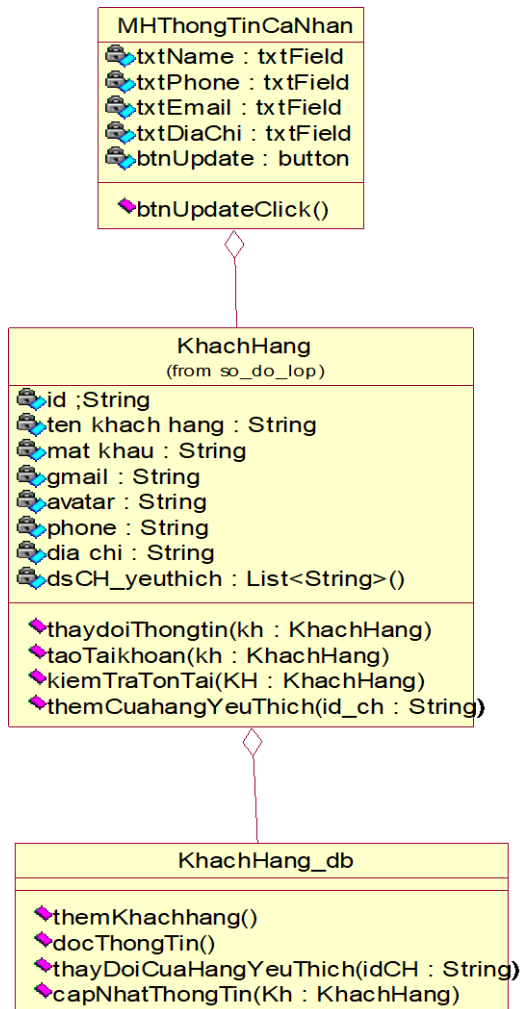 MHThongTinCaNhan
txtName : txtField
txtPhone : txtField
txtEmail : txtField
txtDiaChi : txtField
btnUpdate : button
btnUpdateClick()
KhachHang
(from so_do_lop)
id ;String
ten khach hang : String
mat khau : String
gmail : String
avatar : String
phone : String
dia chi : String
dsCH_yeuthich : List<String>()
thaydoiThongtin(kh : KhachHang)
taoTaikhoan(kh : KhachHang)
kiemTraTonTai(KH : KhachHang)
themCuahangYeuThich(id_ch : String)
KhachHang_db
themKhachhang()
docThongTin()
thayDoiCuaHangYeuThich(idCH : String)
capNhatThongTin(Kh : KhachHang)